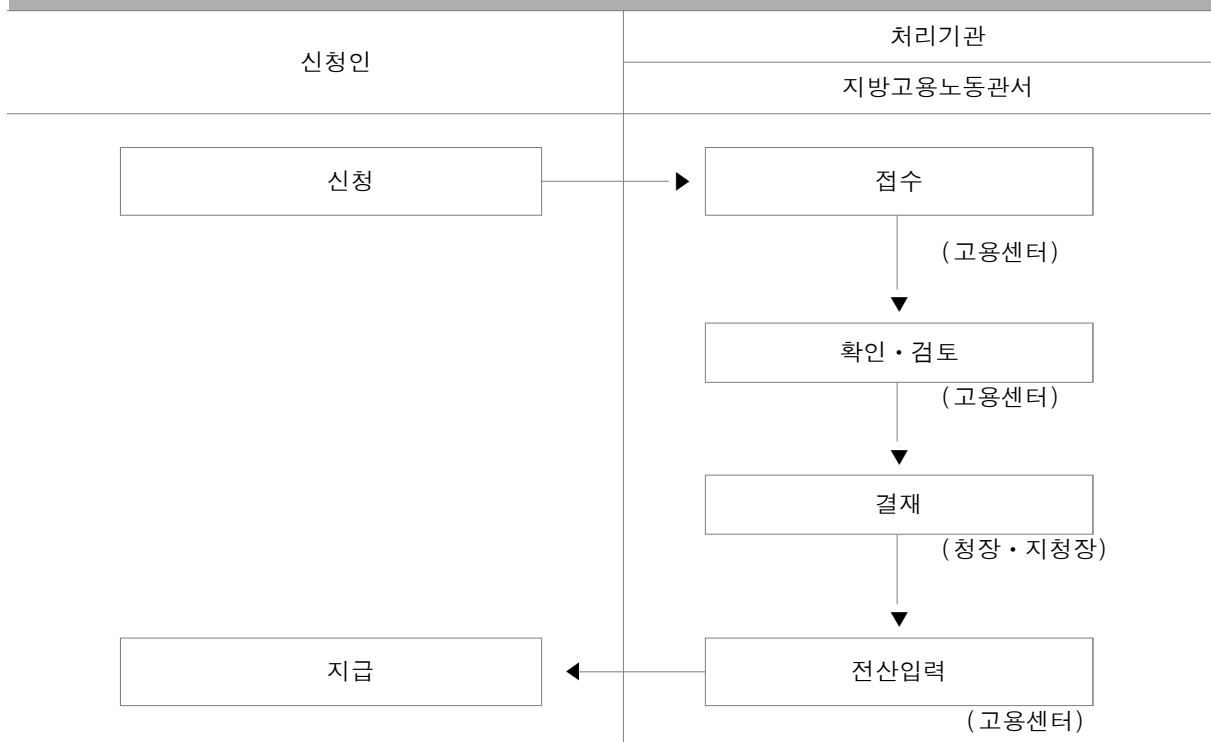 신청인
처리기관
지방고용노동관서
신청
접수
(고용센터)
확인・검토
(고용센터)
결재
(청장・지청장)
지급
전산입력
(고용센터)